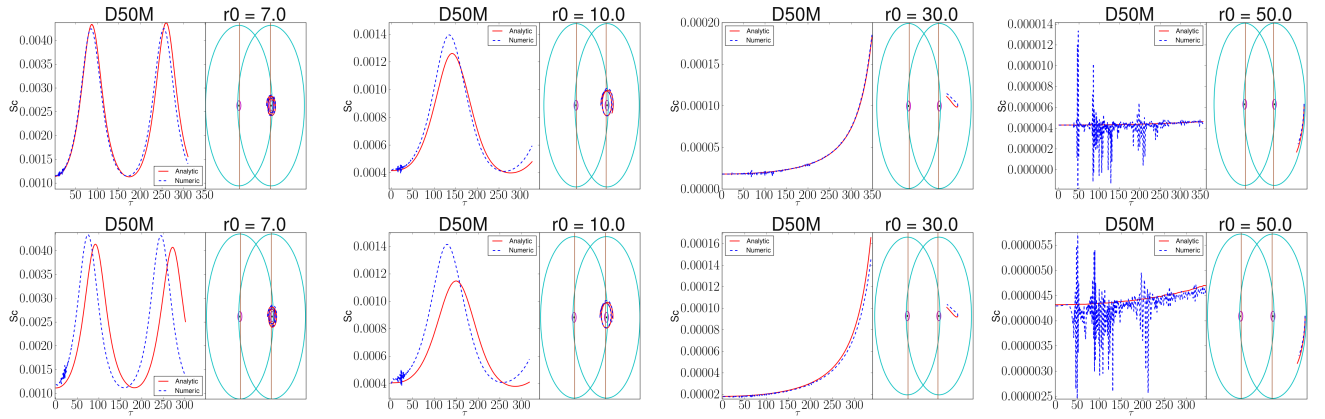 D50M r0 = 7.0 D50M r0 = 10.0 D50M r0 = 30.0 D50M r0 = 50.0
Sc
0.0040
0.0035
0.0030
0.0025
0.0020
0.0015
0.0010
Analytic
Numeric
50 100 150 200 250 300 350
τ
Sc
0.0014
0.0012
0.0010
0.0008
0.0006
0.0004
Analytic
Numeric
0 50 100 150 200 250 300
τ
Sc
0.00020
0.00015
0.00010
0.00005
0.00000
Analytic
Numeric
0 50 100 150 200 250 300 350
τ
Sc
0.000014
0.000012
0.000010
0.000008
0.000006
0.000004
0.000002
0.000000
Analytic
Numeric
0 50 100 150 200 250 300 350
τ
D50M r0 = 7.0 D50M r0 = 10.0 D50M r0 = 30.0 D50M r0 = 50.0
Sc
0.0040
0.0035
0.0030
0.0025
0.0020
0.0015
0.0010
Analytic
Numeric
0 50 100 150 200 250 300
τ
Sc
0.0014
0.0012
0.0010
0.0008
0.0006
0.0004
Analytic
Numeric
0 50 100 150 200 250 300
τ
Sc
0.00016
0.00014
0.00012
0.00010
0.00008
0.00006
0.00004
0.00002
Analytic
Numeric
0 50 100 150 200 250 300
τ
Sc
0.0000055
0.0000050
0.0000045
0.0000040
0.0000035
0.0000030
0.0000025
Analytic
Numeric
0 50 100 150 200 250 300 350
τ